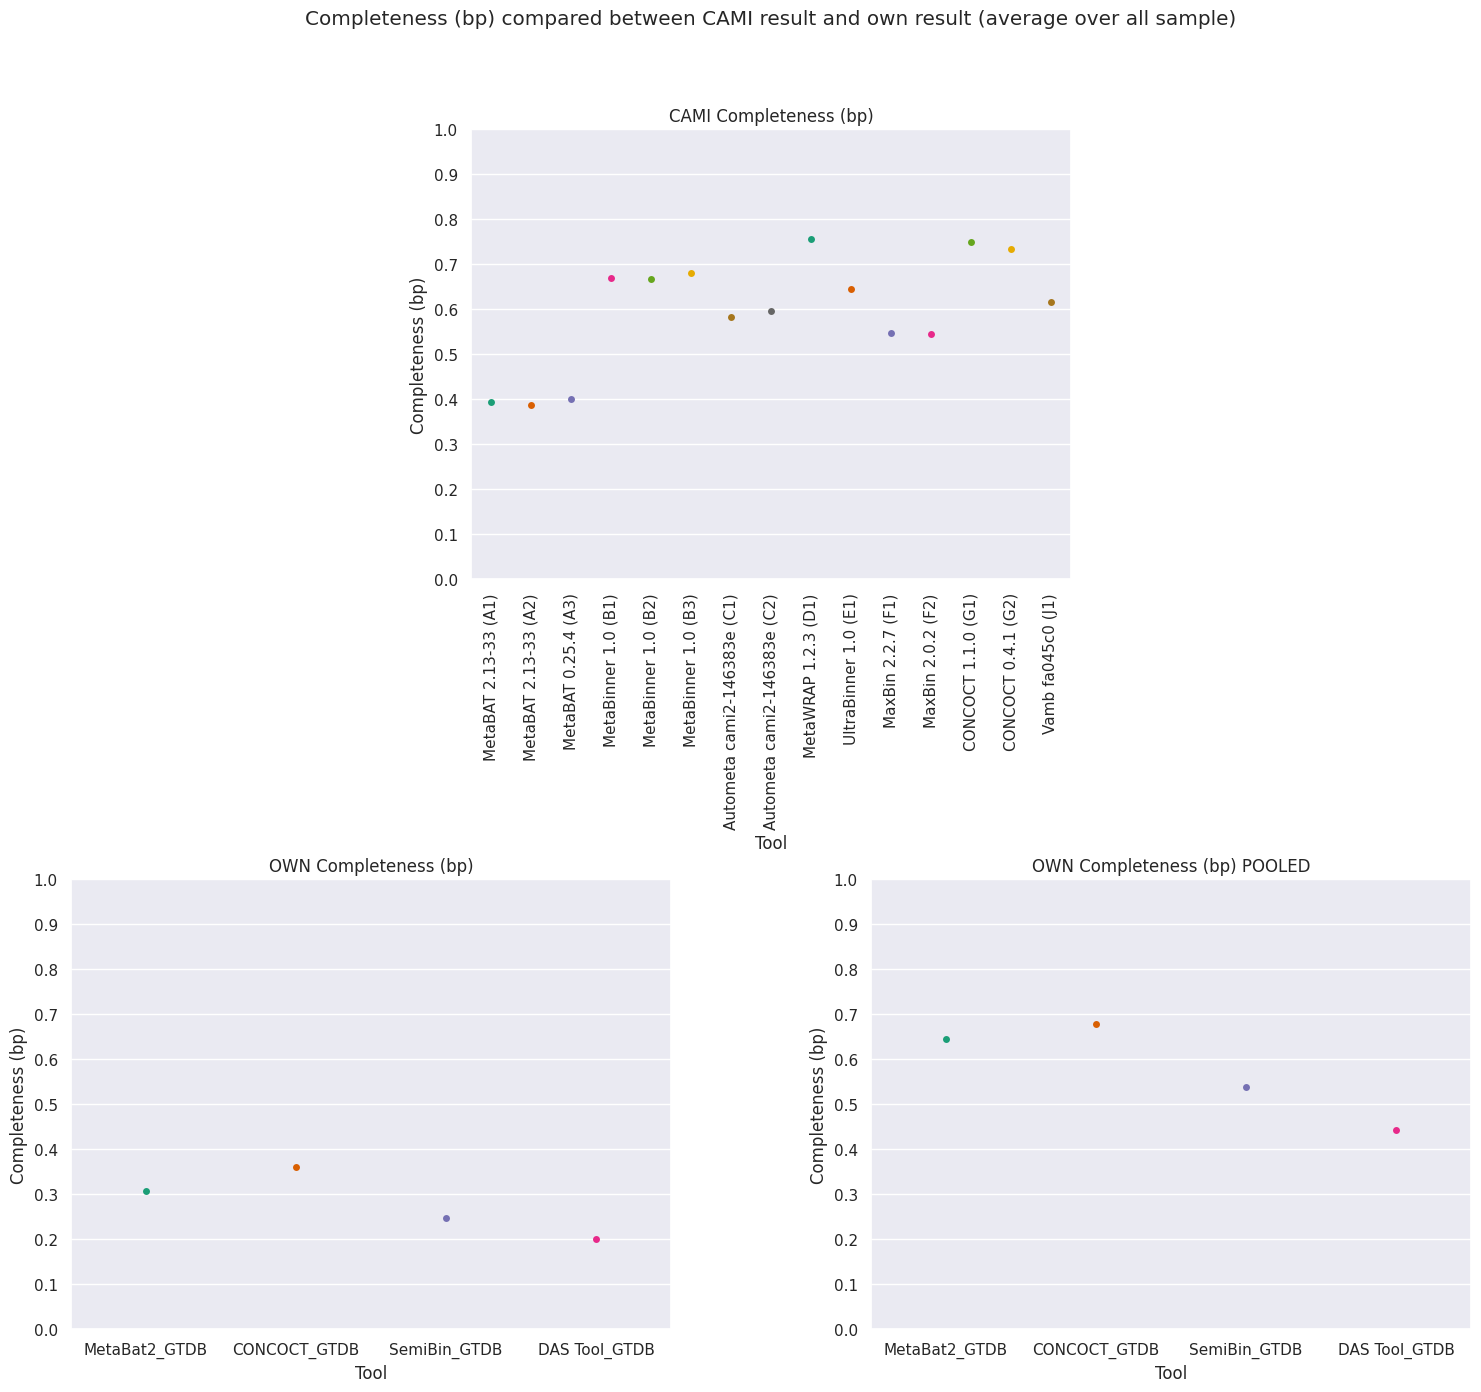 Completeness (bp) compared between CAMI result and own result (average over all sample)
CAMI Completeness (bp)
Completeness (bp)
1.0
0.9
0.8
0.7
0.6
0.5
0.4
0.3
0.2
0.1
0.0
MetaBAT 2.13-33 (A1)
MetaBAT 2.13-33 (A2)
MetaBAT 0.25.4 (A3)
MetaBinner 1.0 (B1)
MetaBinner 1.0 (B2)
MetaBinner 1.0 (B3)
Autometa cami2-146383e (C1)
Autometa cami2-146383e (C2)
MetaWRAP 1.2.3 (D1)
UltraBinner 1.0 (E1)
MaxBin 2.2.7 (F1)
MaxBin 2.0.2 (F2)
CONCOCT 1.1.0 (G1)
CONCOCT 0.4.1 (G2)
Vamb fa045c0 (J1)
Tool
OWN Completeness (bp)
Completeness (bp)
1.0
0.9
0.8
0.7
0.6
0.5
0.4
0.3
0.2
0.1
0.0
MetaBat2_GTDB
CONCOCT_GTDB
SemiBin_GTDB
DAS Tool_GTDB
Tool
OWN Completeness (bp) POOLED
Completeness (bp)
1.0
0.9
0.8
0.7
0.6
0.5
0.4
0.3
0.2
0.1
0.0
MetaBat2_GTDB
CONCOCT_GTDB
SemiBin_GTDB
DAS Tool_GTDB
Tool